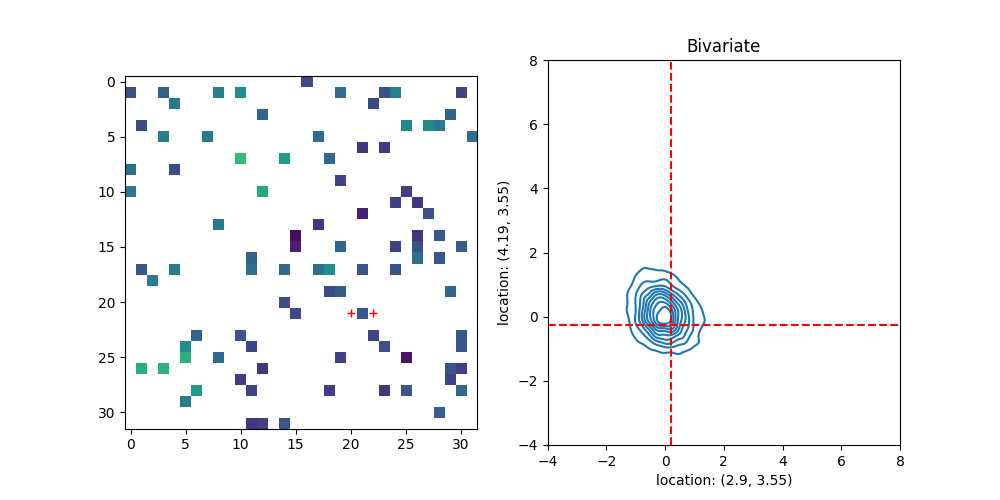 Bivariate
0
5
10
15
20
25
30
0 5 10 15 20 25 30
location: (4.19, 3.55)
8
6
4
2
0
−2
−4
−4 −2 0 2 4 6 8
location: (2.9, 3.55)